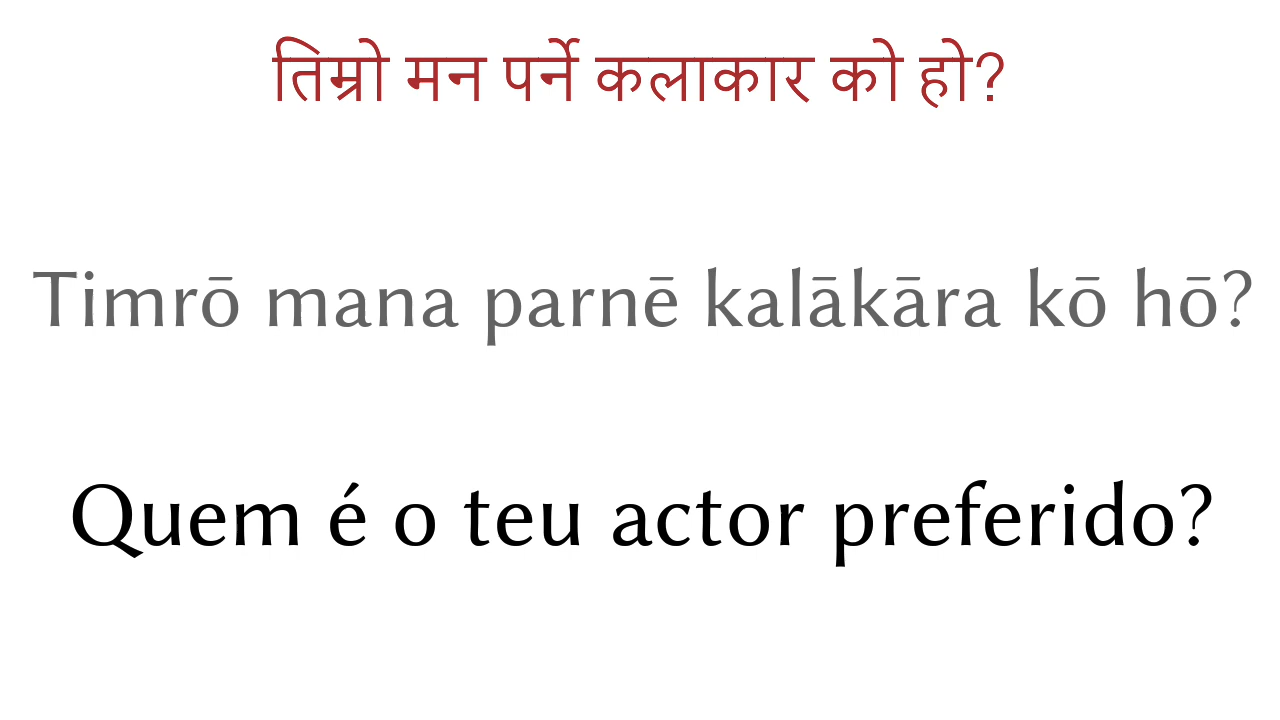 तिम्रो मन पर्ने कलाकार को हो?
Timrō mana parnē kalākāra kō hō?
Quem é o teu actor preferido?